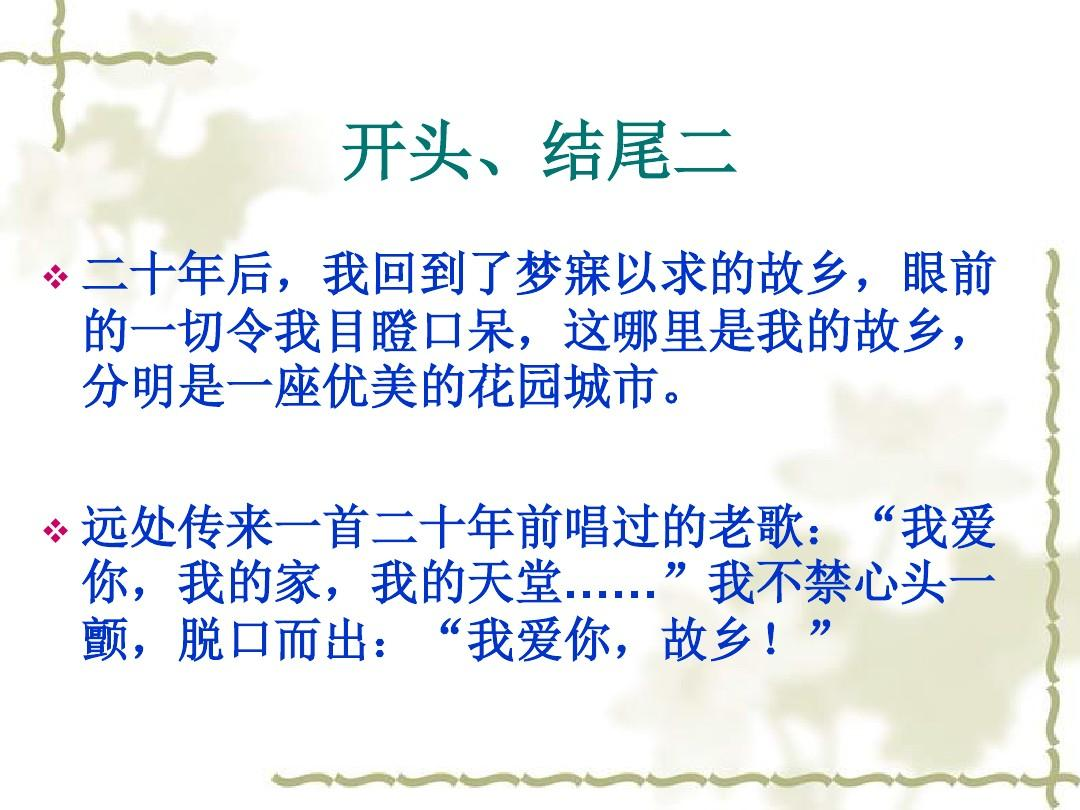 开头、结尾二
二十年后，我回到了梦寐以求的故乡，眼前
的一切令我目瞪口呆，这哪里是我的故乡，
分明是一座优美的花园城市。
远处传来一首二十年前唱过的老歌：“我爱
你，我的家，我的天堂……”我不禁心头一
颤，脱口而出：“我爱你，故乡！”